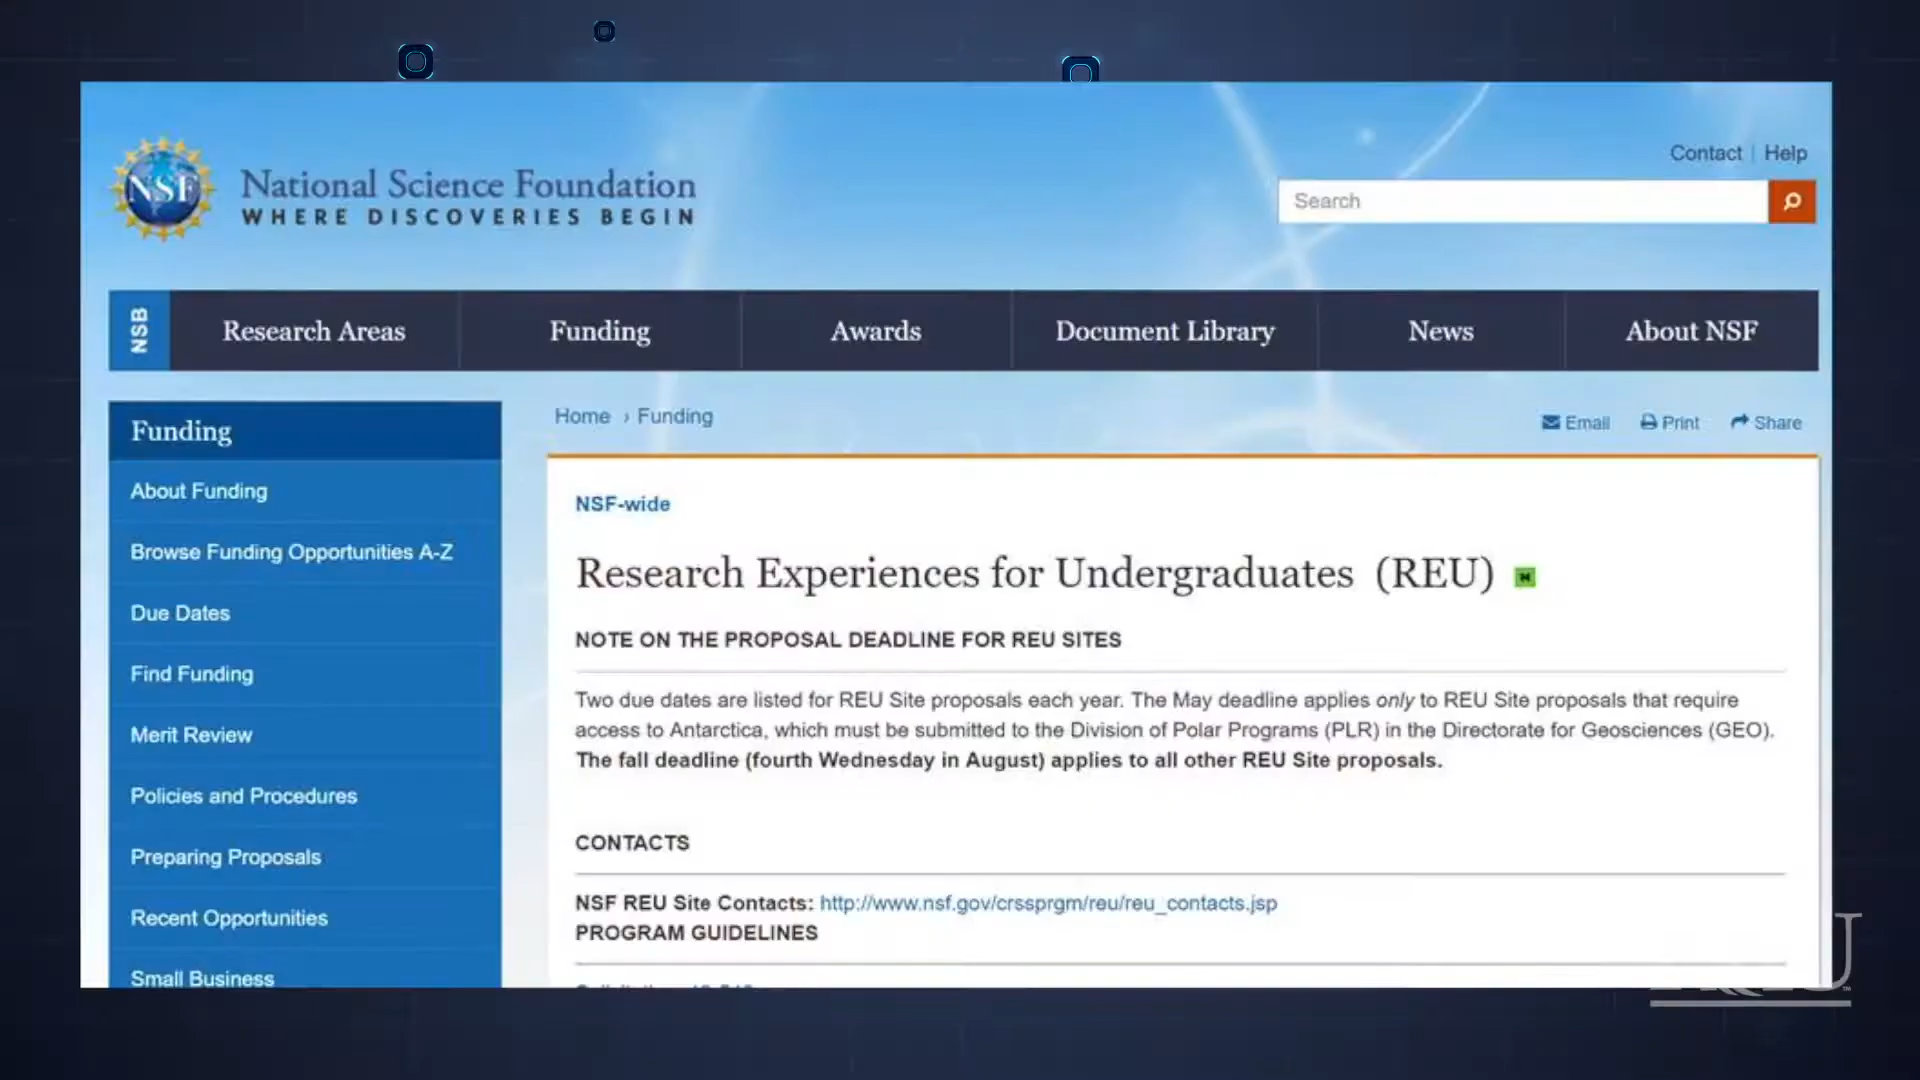 NSF
National Science Foundation
WHERE DISCOVERIES BEGIN
Contact | Help
Search
NSB
Research Areas
Funding
Awards
Document Library
News
About NSF
Funding
About Funding
Browse Funding Opportunities A-Z
Due Dates
Find Funding
Merit Review
Policies and Procedures
Preparing Proposals
Recent Opportunities
Small Business
Home › Funding
Email
Print
Share
NSF-wide
Research Experiences for Undergraduates (REU)
NOTE ON THE PROPOSAL DEADLINE FOR REU SITES
Two due dates are listed for REU Site proposals each year. The May deadline applies only to REU Site proposals that require
access to Antarctica, which must be submitted to the Division of Polar Programs (PLR) in the Directorate for Geosciences (GEO).
The fall deadline (fourth Wednesday in August) applies to all other REU Site proposals.
CONTACTS
NSF REU Site Contacts: http://www.nsf.gov/crssprgm/reu/reu_contacts.jsp
PROGRAM GUIDELINES